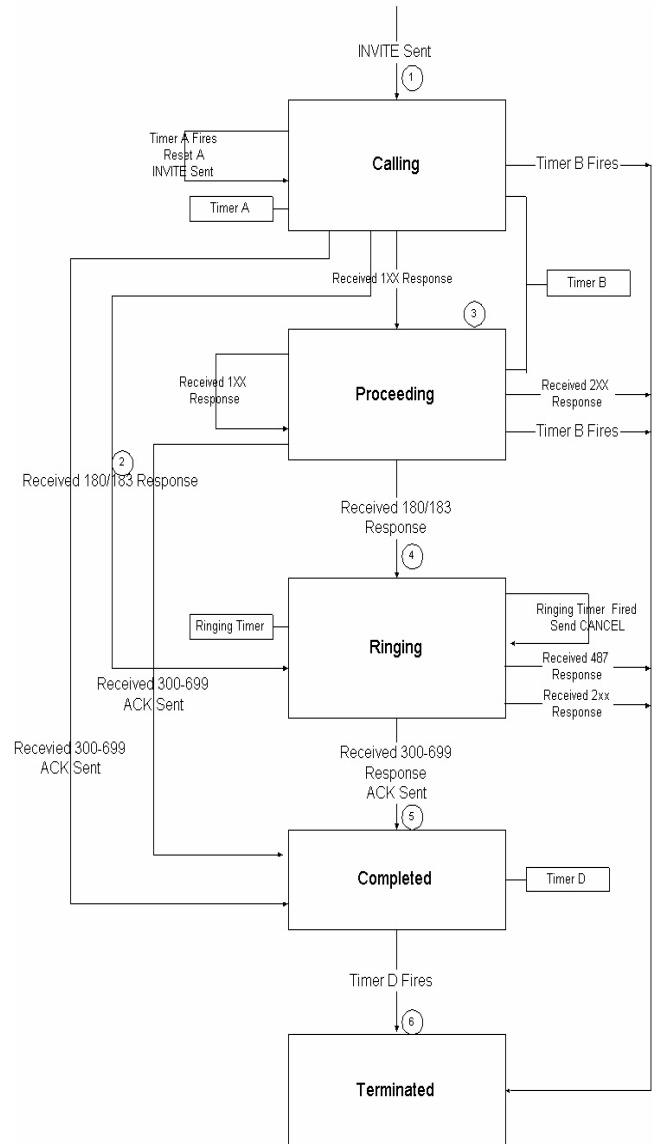 INVITE Sent
1
Timer A Fires
Reset A
INVITE Sent
Calling
Timer B Fires
Timer A
Received 1XX Response
Timer B
3
Received 1XX
Response
Proceeding
Received 2XX
Response
Timer B Fires
2
Received 180/183 Response
Received 180/183
Response
4
Ringing Timer
Ringing
Ringing Timer Fired
Send CANCEL
Received 487
Response
Received 2xx
Response
Received 300-699
ACK Sent
Recevied 300-699
ACK Sent
Received 300-699
Response
ACK Sent
5
Completed
Timer D
Timer D Fires
6
Terminated